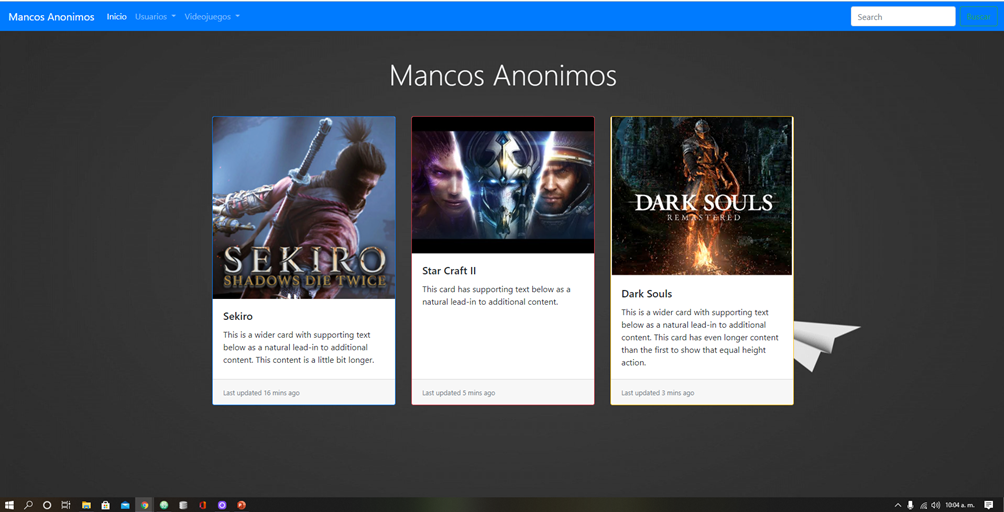 Mancos Anonimos Inicio Usuarios Videojuegos Search Buscar
Mancos Anonimos
SEKIRO
SHADOWS DIE TWICE
Sekiro
This is a wider card with supporting text
below as a natural lead-in to additional
content. This content is a little bit longer.
Last updated 16 mins ago
Star Craft II
This card has supporting text below as a
natural lead-in to additional content.
Last updated 5 mins ago
DARK SOULS
REMASTERED
Dark Souls
This is a wider card with supporting text
below as a natural lead-in to additional
content. This card has even longer content
than the first to show that equal height
action.
Last updated 3 mins ago
10:04 a. m.